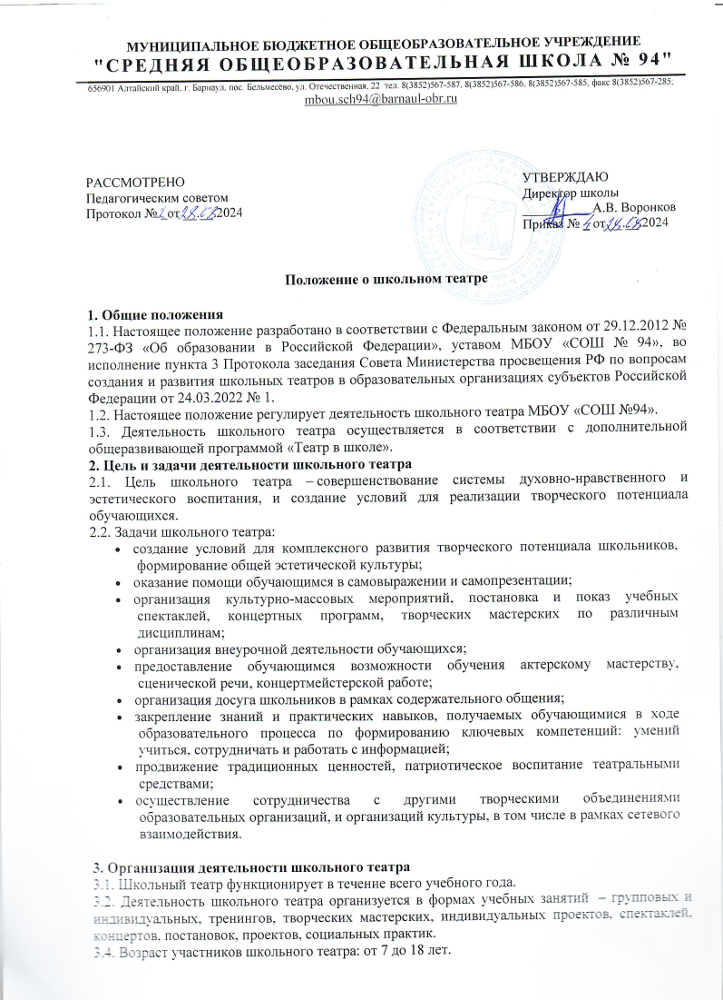 МУНИЦИПАЛЬНОЕ БЮДЖЕТНОЕ ОБЩЕОБРАЗОВАТЕЛЬНОЕ УЧРЕЖДЕНИЕ
"СРЕДНЯЯ ОБЩЕОБРАЗОВАТЕЛЬНАЯ ШКОЛА № 94"
656901 Алтайский край, г. Барнаул, пос. Бельмесёво, ул. Отечественная, 22 тел. 8(3852)567-587, 8(3852)567-586, 8(3852)567-585, факс 8(3852)567-285;
mbou.sch94@barnaul-obr.ru
РАССМОТРЕНО
Педагогическим советом
Протокол № 2 от 28.08 2024
УТВЕРЖДАЮ
Директор школы
А.В. Воронков
Приказ № от 28.08 2024
Положение о школьном театре
1. Общие положения
1.1. Настоящее положение разработано в соответствии с Федеральным законом от 29.12.2012 №
273-ФЗ «Об образовании в Российской Федерации», уставом МБОУ «СОШ № 94», во
исполнение пункта 3 Протокола заседания Совета Министерства просвещения РФ по вопросам
создания и развития школьных театров в образовательных организациях субъектов Российской
Федерации от 24.03.2022 № 1.
1.2. Настоящее положение регулирует деятельность школьного театра МБОУ «СОШ №94».
1.3. Деятельность школьного театра осуществляется в соответствии с дополнительной
общеразвивающей программой «Театр в школе».
2. Цель и задачи деятельности школьного театра
2.1. Цель школьного театра – совершенствование системы духовно-нравственного и
эстетического воспитания, и создание условий для реализации творческого потенциала
обучающихся.
2.2. Задачи школьного театра:
• создание условий для комплексного развития творческого потенциала школьников,
формирование общей эстетической культуры;
• оказание помощи обучающимся в самовыражении и самопрезентации;
• организация культурно-массовых мероприятий, постановка и показ учебных
спектаклей, концертных программ, творческих мастерских по различным
дисциплинам;
• организация внеурочной деятельности обучающихся;
• предоставление обучающимся возможности обучения актерскому мастерству,
сценической речи, концертмейстерской работе;
• организация досуга школьников в рамках содержательного общения;
• закрепление знаний и практических навыков, получаемых обучающимися в ходе
образовательного процесса по формированию ключевых компетенций: умений
учиться, сотрудничать и работать с информацией;
• продвижение традиционных ценностей, патриотическое воспитание театральными
средствами;
• осуществление сотрудничества с другими творческими объединениями
образовательных организаций, и организаций культуры, в том числе в рамках сетевого
взаимодействия.
3. Организация деятельности школьного театра
3.1. Школьный театр функционирует в течение всего учебного года.
3.2. Деятельность школьного театра организуется в формах учебных занятий – групповых и
индивидуальных, тренингов, творческих мастерских, индивидуальных проектов, спектаклей,
концертов, постановок, проектов, социальных практик.
3.4. Возраст участников школьного театра: от 7 до 18 лет.